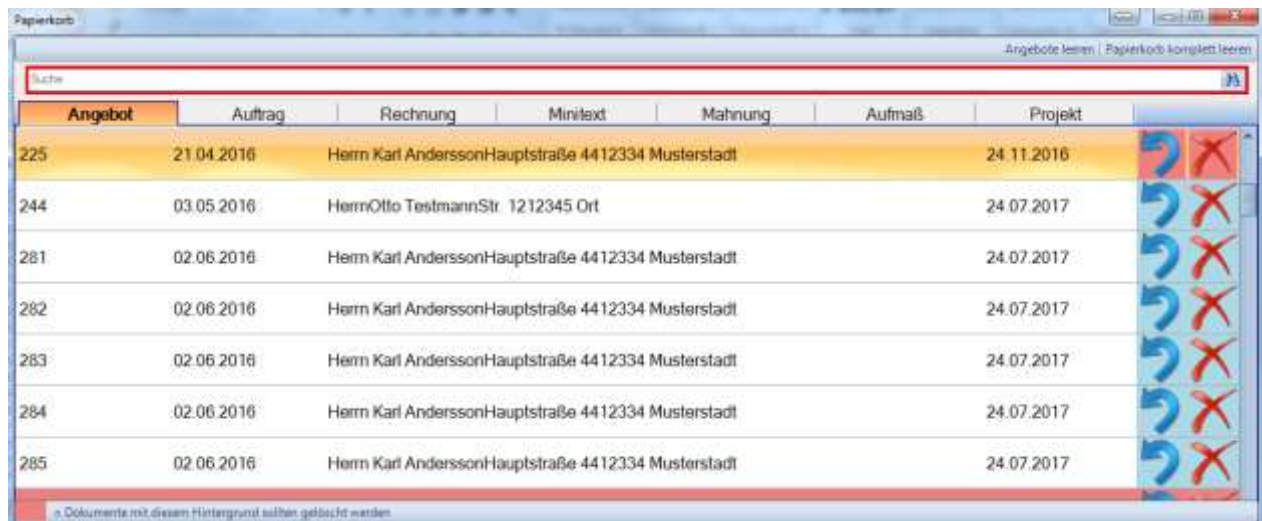 Papierkorb
Angebote leeren | Papierkorb komplett leeren
Suche
Angebot Auftrag Rechnung Minitext Mahnung Aufmaß Projekt
225 21.04.2016 Herrn Karl AnderssonHauptstraße 4412334 Musterstadt 24.11.2016
244 03.05.2016 HerrnOtto TestmannStr. 1212345 Ort 24.07.2017
281 02.06.2016 Herrn Karl AnderssonHauptstraße 4412334 Musterstadt 24.07.2017
282 02.06.2016 Herrn Karl AnderssonHauptstraße 4412334 Musterstadt 24.07.2017
283 02.06.2016 Herrn Karl AnderssonHauptstraße 4412334 Musterstadt 24.07.2017
284 02.06.2016 Herrn Karl AnderssonHauptstraße 4412334 Musterstadt 24.07.2017
285 02.06.2016 Herrn Karl AnderssonHauptstraße 4412334 Musterstadt 24.07.2017
= Dokumente mit diesem Hintergrund sollten gelöscht werden